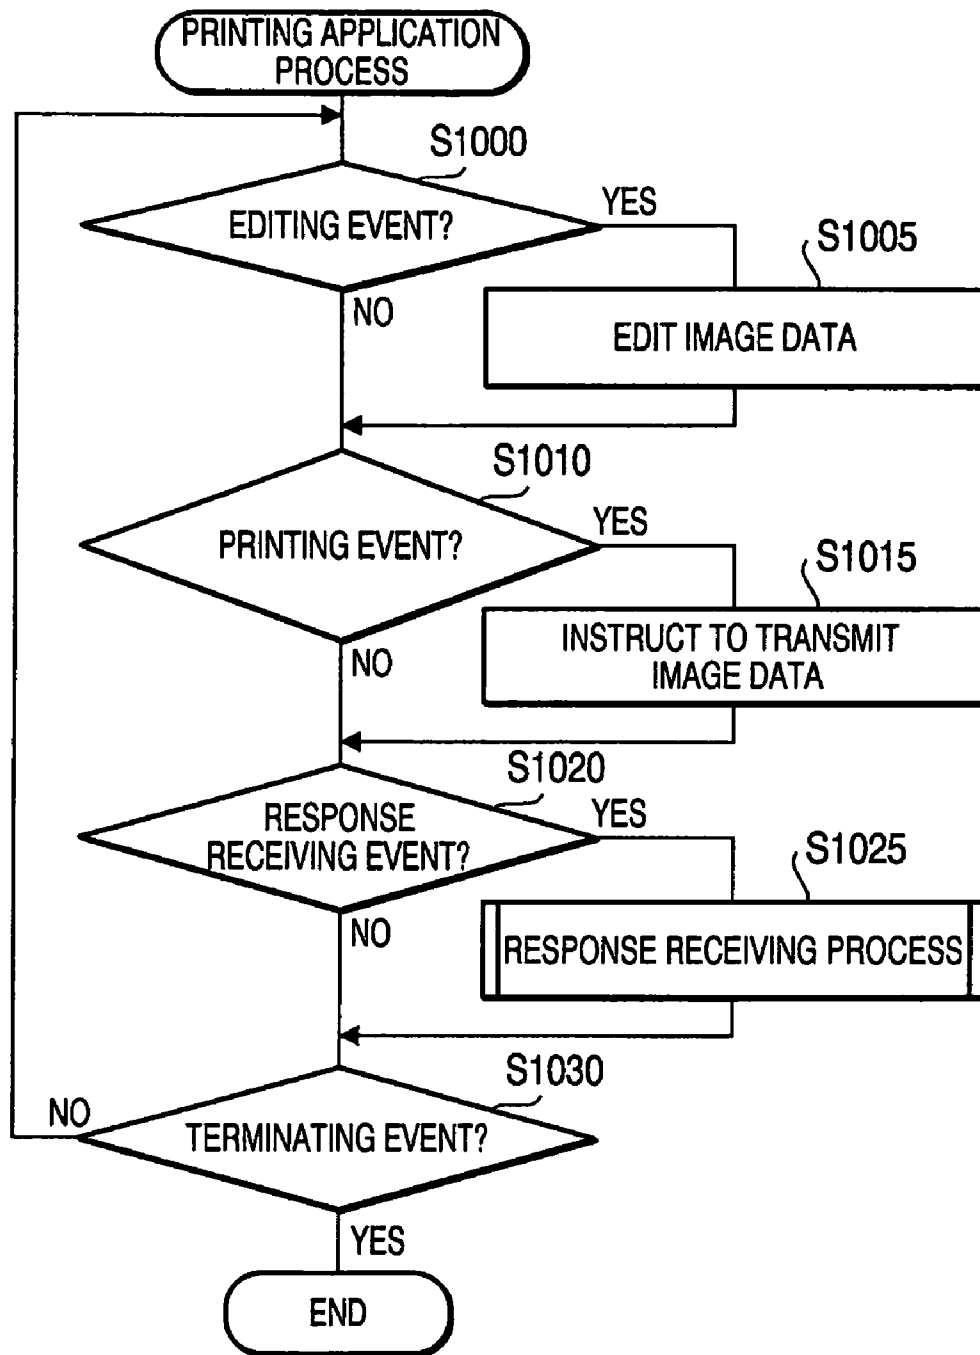 PRINTING APPLICATION
PROCESS
S1000
EDITING EVENT?
YES
S1005
NO
EDIT IMAGE DATA
S1010
PRINTING EVENT?
YES
S1015
NO
INSTRUCT TO TRANSMIT
IMAGE DATA
S1020
RESPONSE
RECEIVING EVENT?
YES
S1025
NO
RESPONSE RECEIVING PROCESS
S1030
NO
TERMINATING EVENT?
YES
END